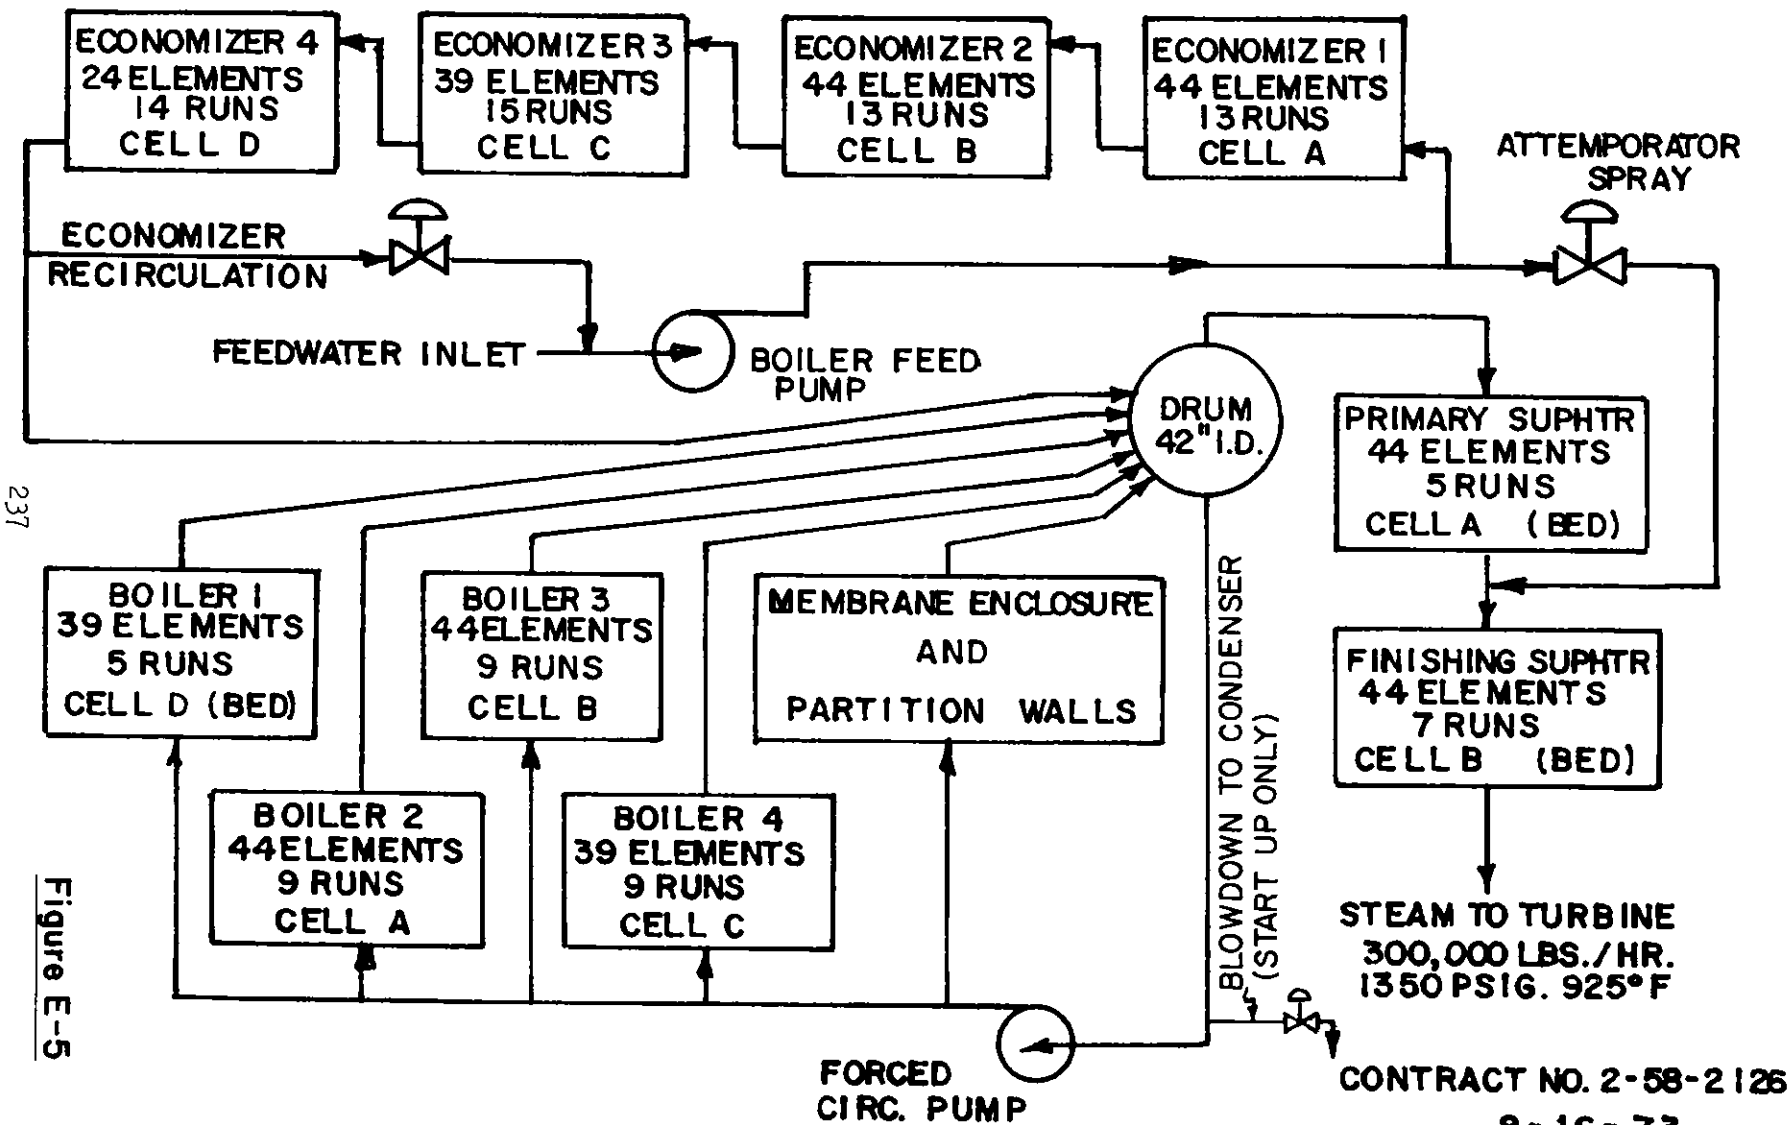 ECONOMIZER 4
24 ELEMENTS
14 RUNS
CELL D
ECONOMIZER 3
39 ELEMENTS
15 RUNS
CELL C
ECONOMIZER 2
44 ELEMENTS
13 RUNS
CELL B
ECONOMIZER 1
44 ELEMENTS
13 RUNS
CELL A
ATTEMPORATOR
SPRAY
ECONOMIZER
RECIRCULATION
FEEDWATER INLET
BOILER FEED
PUMP
DRUM
42" I.D.
PRIMARY SUPHTR
44 ELEMENTS
5 RUNS
CELL A (BED)
237
BOILER 1
39 ELEMENTS
5 RUNS
CELL D (BED)
BOILER 3
44 ELEMENTS
9 RUNS
CELL B
MEMBRANE ENCLOSURE
AND
PARTITION WALLS
BLOWDOWN TO CONDENSER
(START UP ONLY)
FINISHING SUPHTR
44 ELEMENTS
7 RUNS
CELL B (BED)
BOILER 2
44 ELEMENTS
9 RUNS
CELL A
BOILER 4
39 ELEMENTS
9 RUNS
CELL C
STEAM TO TURBINE
300,000 LBS./HR.
1350 PSIG. 925° F
Figure E-5
FORCED
CIRC. PUMP
CONTRACT NO. 2-58-2126